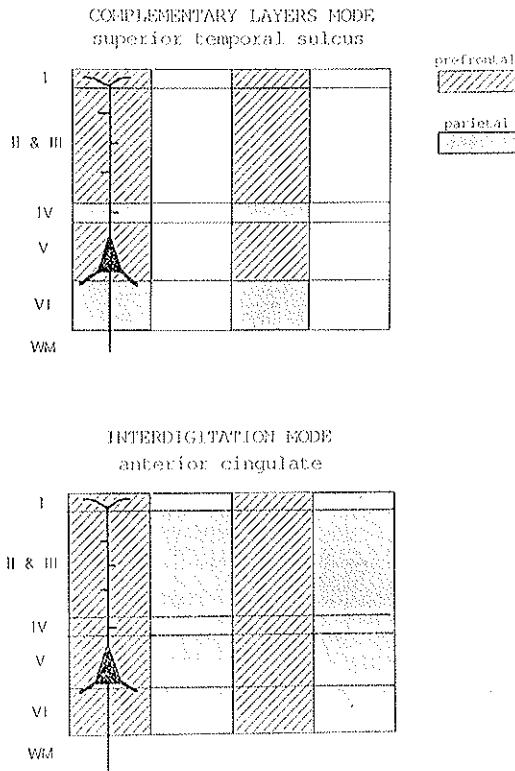 COMPLEMENTARY LAYERS MODE
superior temporal sulcus
prefrontal
parietal
I
II & III
IV
V
VI
WM
INTERDIGITATION MODE
anterior cingulate
I
II & III
IV
V
VI
WM